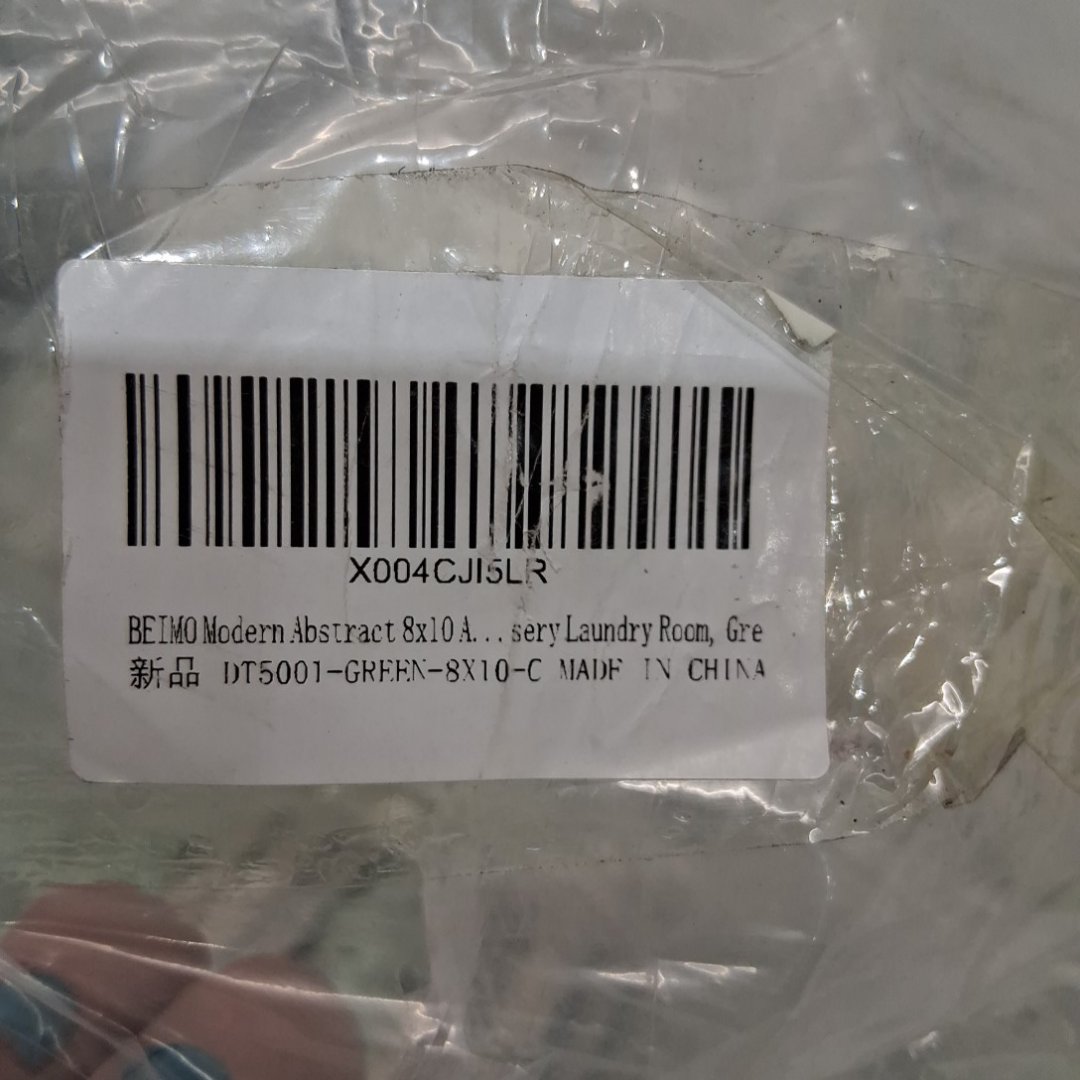 X004CJI5LR
BEIMO Modern Abstract 8x10 A... sery Laundry Room, Gre
新品 DT5001-GREEN-8X10-C MADE IN CHINA